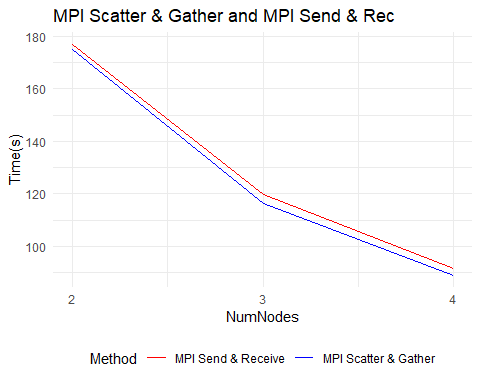 MPI Scatter & Gather and MPI Send & Rec
180
160
140
120
100
Time(s)
2 3 4
NumNodes
Method MPI Send & Receive MPI Scatter & Gather